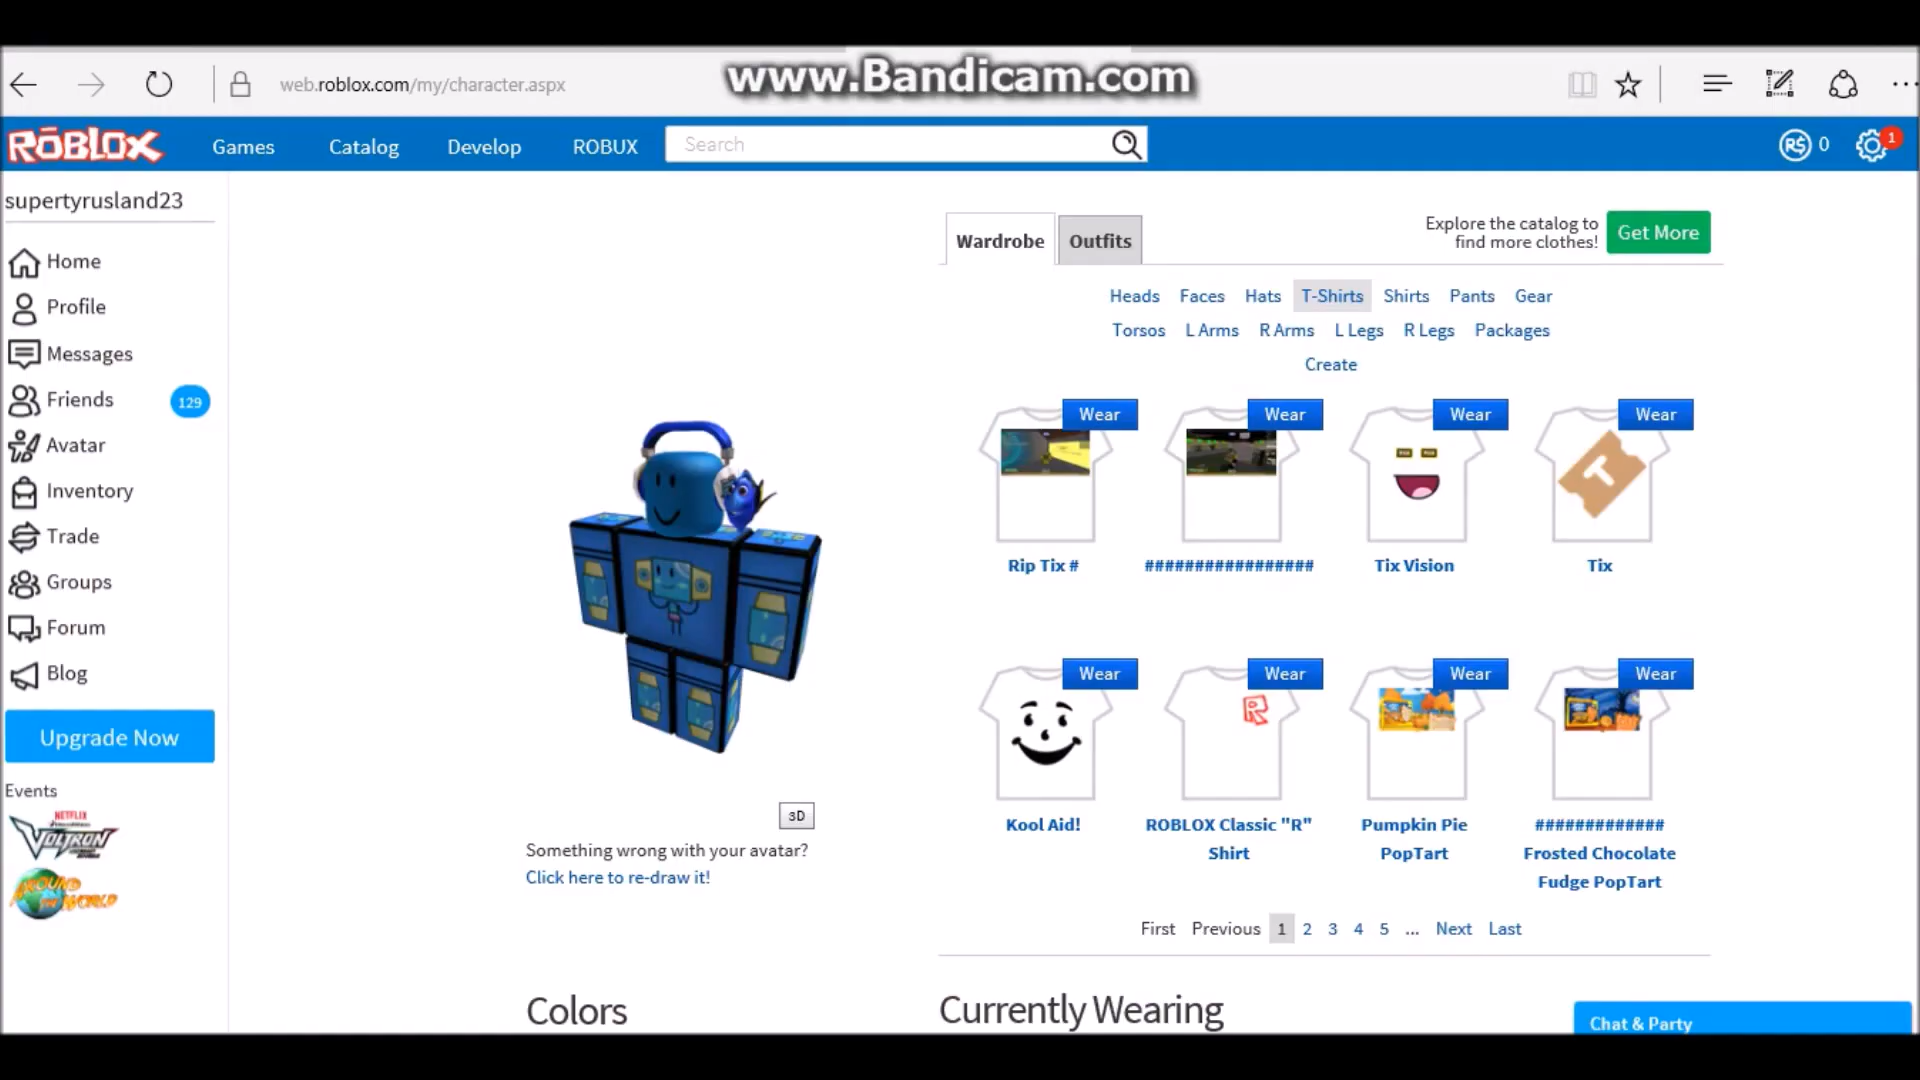 www.Bandicam.com
web.roblox.com/my/character.aspx
ROBLOX
Games
Catalog
Develop
ROBUX
Search
R$ 0
1
supertyrusland23
Home
Profile
Messages
Friends
129
Avatar
Inventory
Trade
Groups
Forum
Blog
Upgrade Now
Events
NETFLIX
VOLTRON
AROUND THE WORLD
Wardrobe
Outfits
Explore the catalog to
find more clothes!
Get More
Heads Faces Hats T-Shirts Shirts Pants Gear
Torsos L Arms R Arms L Legs R Legs Packages
Create
Wear
Wear
Wear
Wear
T
Rip Tix #
#################
Tix Vision
Tix
Wear
Wear
Wear
Wear
R
Kool Aid!
ROBLOX Classic "R"
Shirt
Pumpkin Pie
PopTart
#############
Frosted Chocolate
Fudge PopTart
First Previous 1 2 3 4 5 ... Next Last
3D
Something wrong with your avatar?
Click here to re-draw it!
Colors
Currently Wearing
Chat & Party